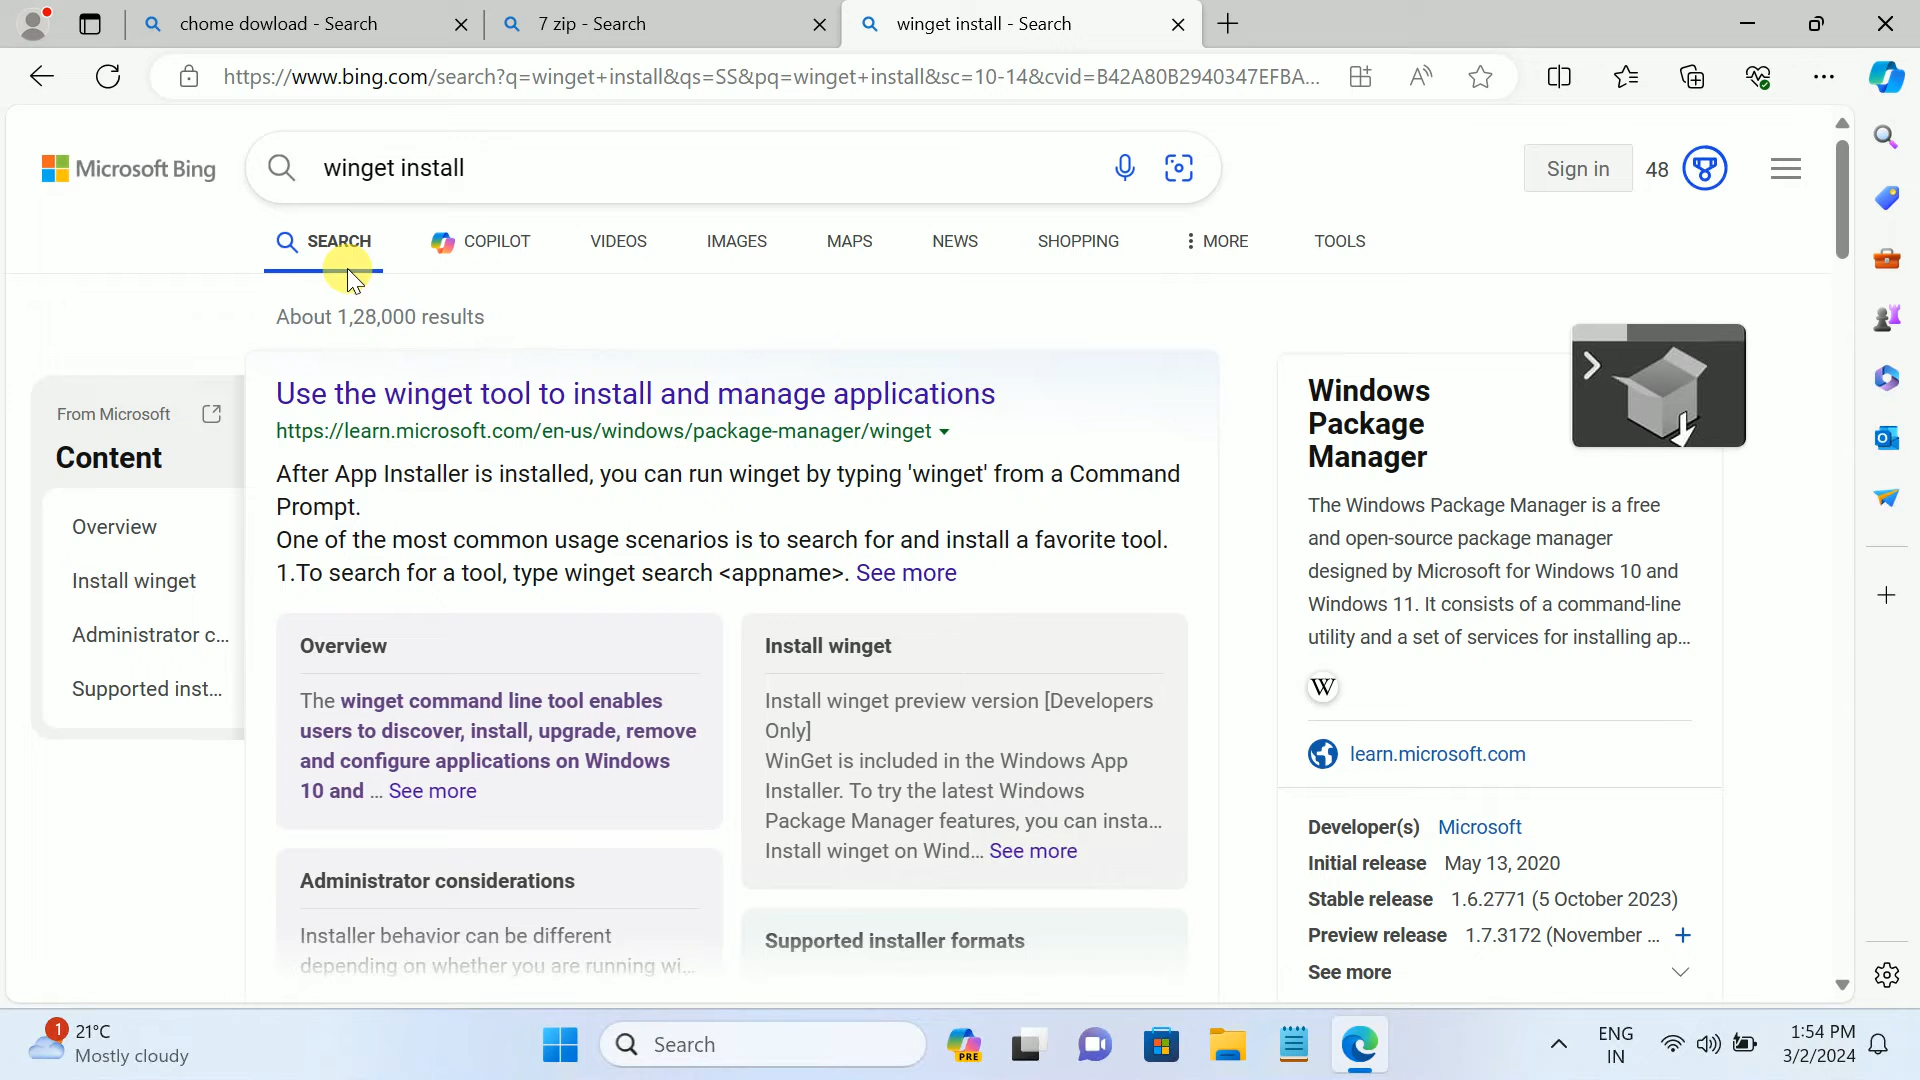 chome dowload - Search
7 zip - Search
winget install - Search
https://www.bing.com/search?q=winget+install&qs=SS&pq=winget+install&sc=10-14&cvid=B42A80B2940347EFBA...
Microsoft Bing
winget install
Sign in
48
SEARCH
COPILOT
VIDEOS
IMAGES
MAPS
NEWS
SHOPPING
MORE
TOOLS
About 1,28,000 results
From Microsoft
Content
Overview
Install winget
Administrator c...
Supported inst...
Use the winget tool to install and manage applications
https://learn.microsoft.com/en-us/windows/package-manager/winget
After App Installer is installed, you can run winget by typing 'winget' from a Command
Prompt.
One of the most common usage scenarios is to search for and install a favorite tool.
1.To search for a tool, type winget search <appname>. See more
Overview
The winget command line tool enables
users to discover, install, upgrade, remove
and configure applications on Windows
10 and ... See more
Install winget
Install winget preview version [Developers
Only]
WinGet is included in the Windows App
Installer. To try the latest Windows
Package Manager features, you can insta...
Install winget on Wind... See more
Administrator considerations
Installer behavior can be different
depending on whether you are running wi...
Supported installer formats
Windows
Package
Manager
The Windows Package Manager is a free
and open-source package manager
designed by Microsoft for Windows 10 and
Windows 11. It consists of a command-line
utility and a set of services for installing ap...
W
learn.microsoft.com
Developer(s) Microsoft
Initial release May 13, 2020
Stable release 1.6.2771 (5 October 2023)
Preview release 1.7.3172 (November ...
See more
1
21°C
Mostly cloudy
Search
PRE
ENG
IN
1:54 PM
3/2/2024